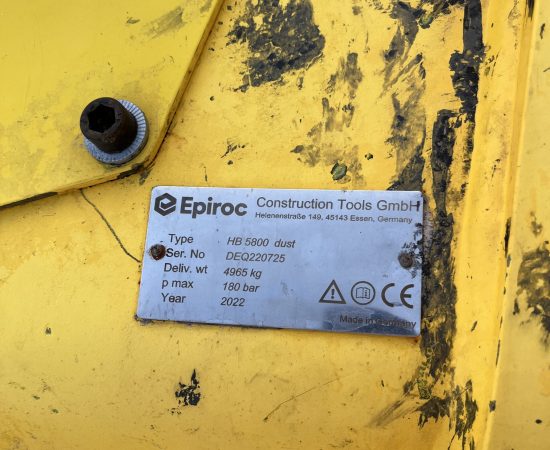 Epiroc Construction Tools GmbH
Helenenstraße 149, 45143 Essen, Germany
Type HB 5800 dust
Ser. No DEQ220725
Deliv. wt 4965 kg
p max 180 bar
Year 2022
CE
Made in Germany